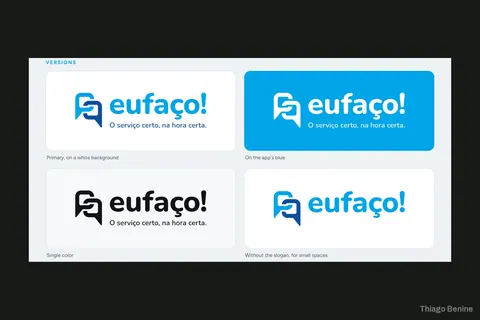 VERSIONS
eufaço!
O serviço certo, na hora certa.
Primary, on a white background
eufaço!
O serviço certo, na hora certa.
On the app's blue
eufaço!
O serviço certo, na hora certa.
Single color
eufaço!
Without the slogan, for small spaces
Thiago Benine